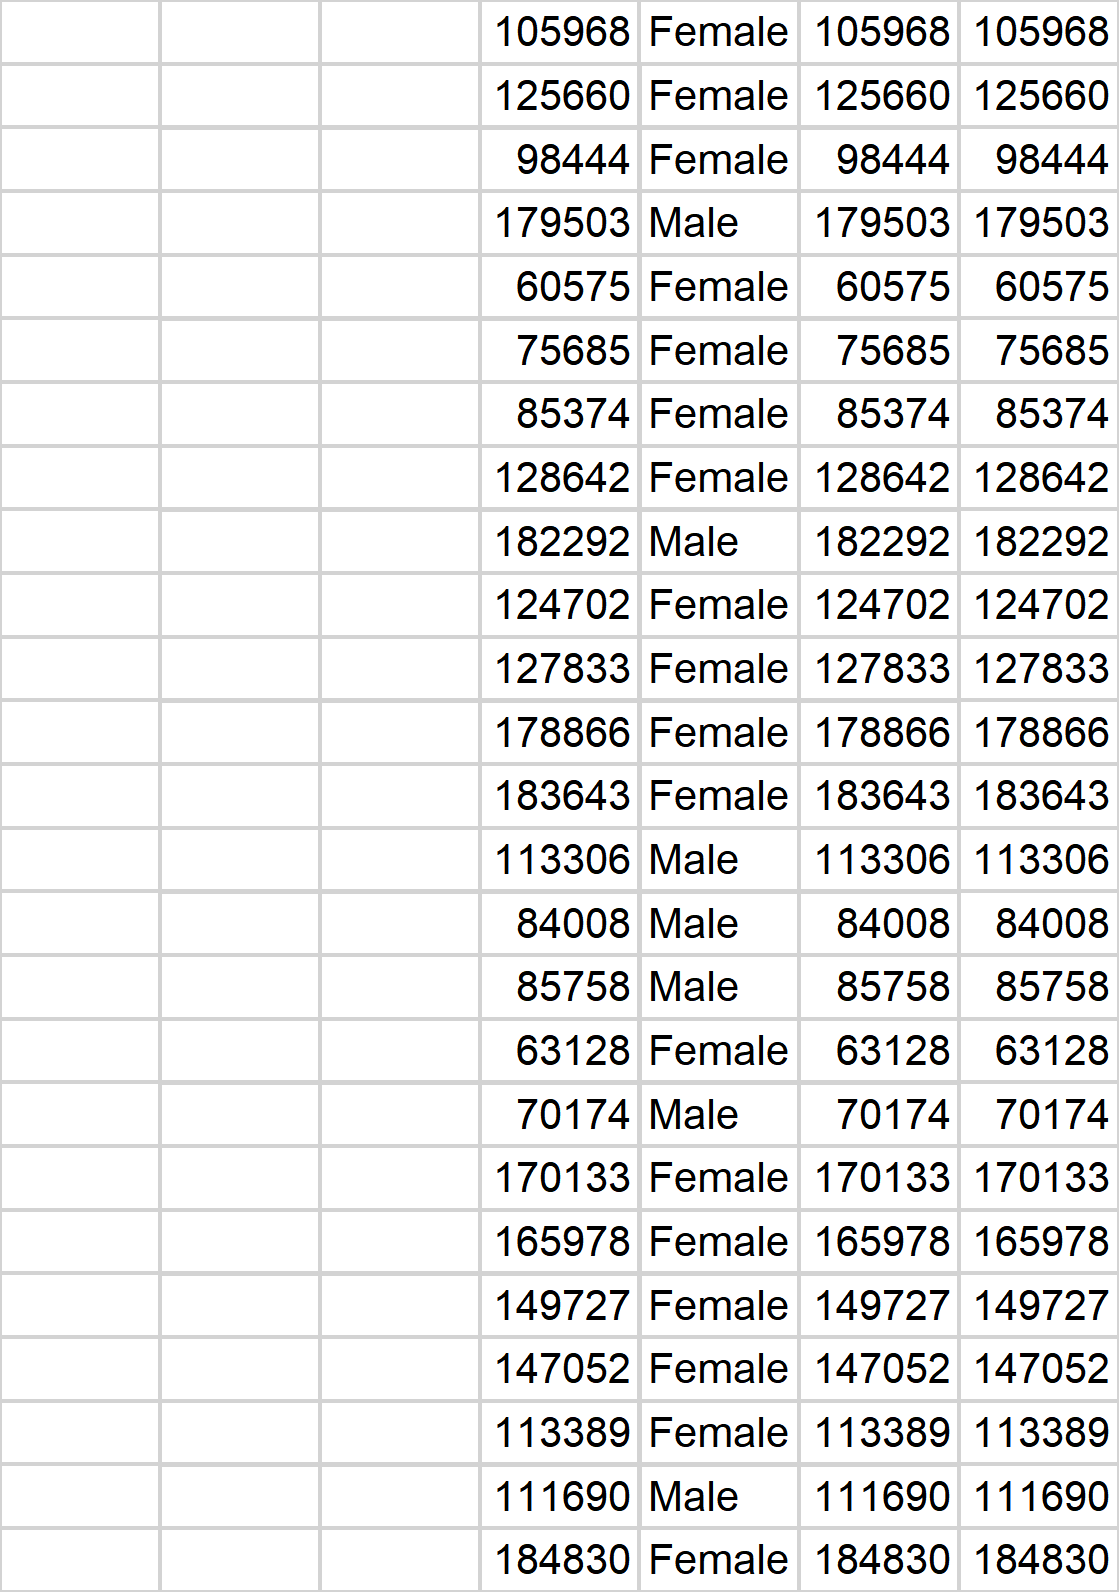 105968 Female 105968 105968
125660 Female 125660 125660
98444 Female 98444 98444
179503 Male 179503 179503
60575 Female 60575 60575
75685 Female 75685 75685
85374 Female 85374 85374
128642 Female 128642 128642
182292 Male 182292 182292
124702 Female 124702 124702
127833 Female 127833 127833
178866 Female 178866 178866
183643 Female 183643 183643
113306 Male 113306 113306
84008 Male 84008 84008
85758 Male 85758 85758
63128 Female 63128 63128
70174 Male 70174 70174
170133 Female 170133 170133
165978 Female 165978 165978
149727 Female 149727 149727
147052 Female 147052 147052
113389 Female 113389 113389
111690 Male 111690 111690
184830 Female 184830 184830